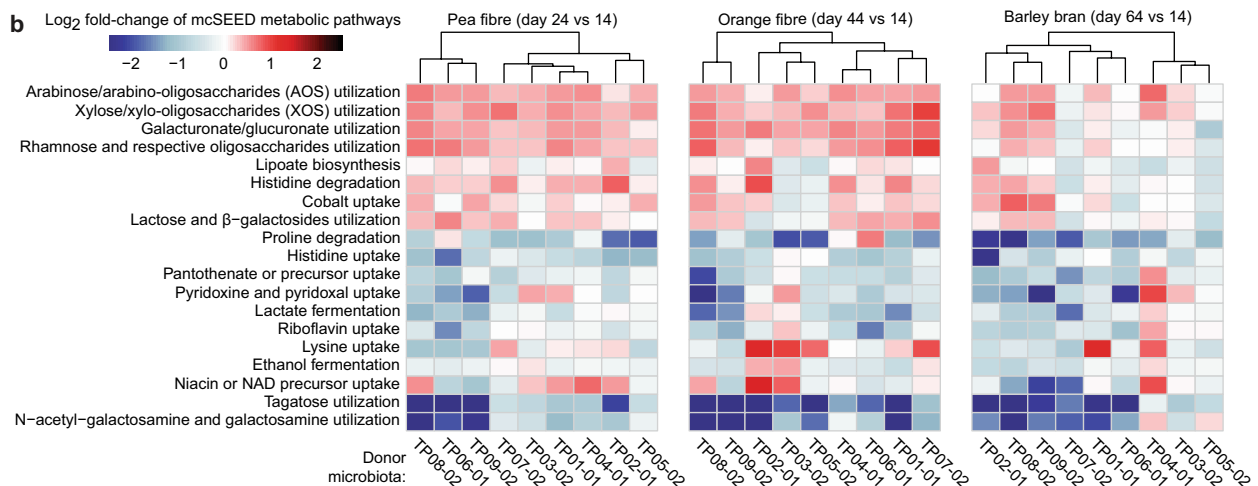 b
Log2 fold-change of mcSEED metabolic pathways
−2 −1 0 1 2
Pea fibre (day 24 vs 14)
Orange fibre (day 44 vs 14)
Barley bran (day 64 vs 14)
Arabinose/arabino-oligosaccharides (AOS) utilization
Xylose/xylo-oligosaccharides (XOS) utilization
Galacturonate/glucuronate utilization
Rhamnose and respective oligosaccharides utilization
Lipoate biosynthesis
Histidine degradation
Cobalt uptake
Lactose and β−galactosides utilization
Proline degradation
Histidine uptake
Pantothenate or precursor uptake
Pyridoxine and pyridoxal uptake
Lactate fermentation
Riboflavin uptake
Lysine uptake
Ethanol fermentation
Niacin or NAD precursor uptake
Tagatose utilization
N−acetyl−galactosamine and galactosamine utilization
Donor
microbiota:
TP08-02
TP06-01
TP09-02
TP07-02
TP03-02
TP01-01
TP04-01
TP02-01
TP05-02
TP08-02
TP09-02
TP02-01
TP03-02
TP05-02
TP04-01
TP06-01
TP01-01
TP07-02
TP02-01
TP08-02
TP09-02
TP07-02
TP01-01
TP06-01
TP04-01
TP03-02
TP05-02